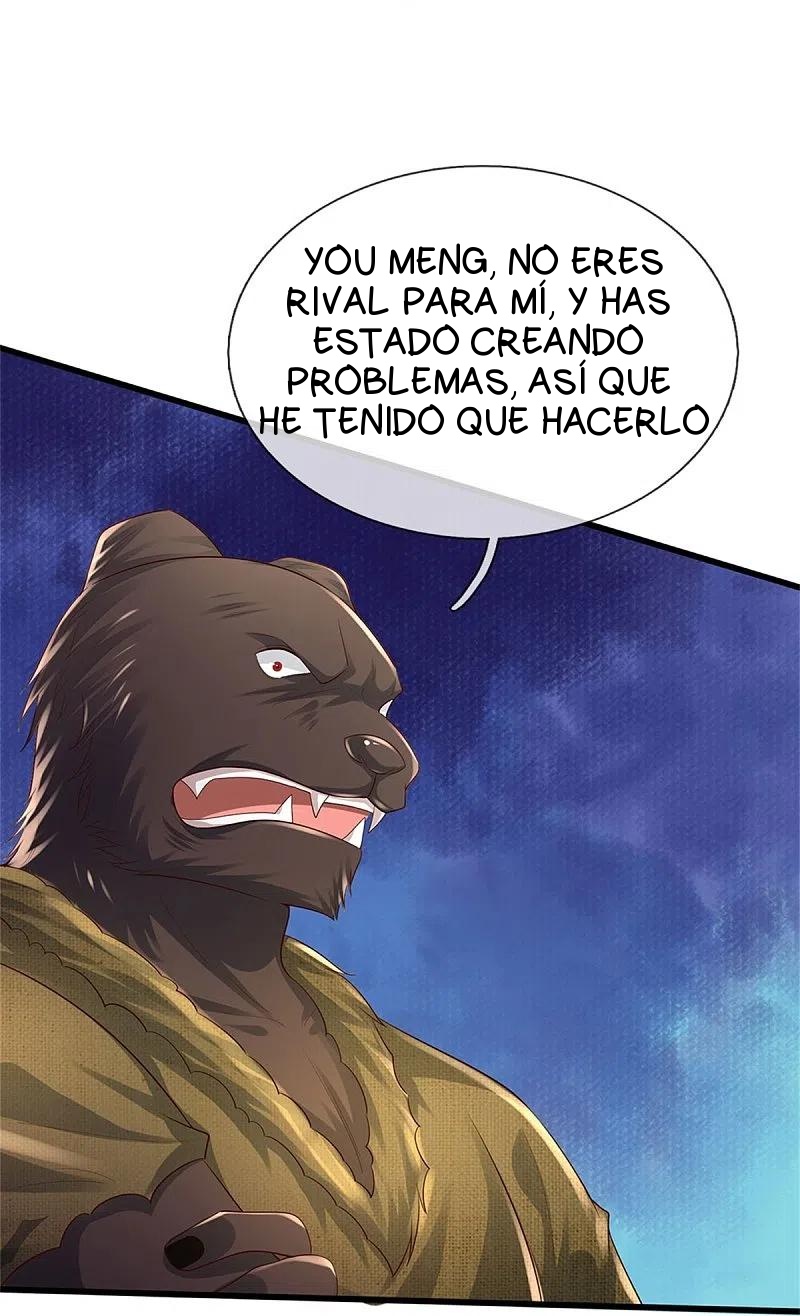 YOU MENG, NO ERES
RIVAL PARA MÍ, Y HAS
ESTADO CREANDO
PROBLEMAS, ASÍ QUE
HE TENIDO QUE HACERLO